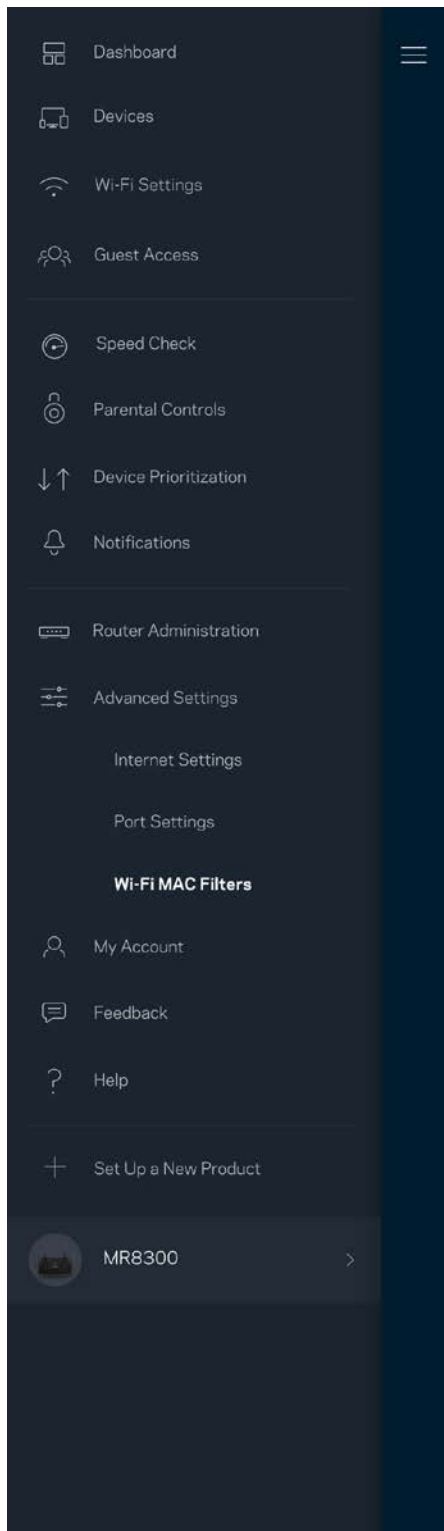 Dashboard
Devices
Wi-Fi Settings
Guest Access
Speed Check
Parental Controls
Device Prioritization
Notifications
Router Administration
Advanced Settings
Internet Settings
Port Settings
Wi-Fi MAC Filters
My Account
Feedback
Help
Set Up a New Product
MR8300